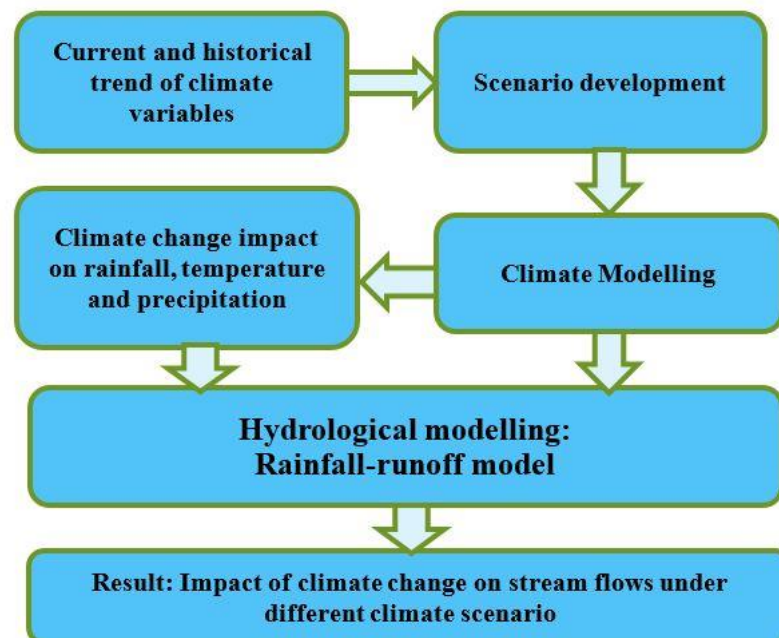 Current and historical
trend of climate
variables
Scenario development
Climate change impact
on rainfall, temperature
and precipitation
Climate Modelling
Hydrological modelling:
Rainfall-runoff model
Result: Impact of climate change on stream flows under
different climate scenario